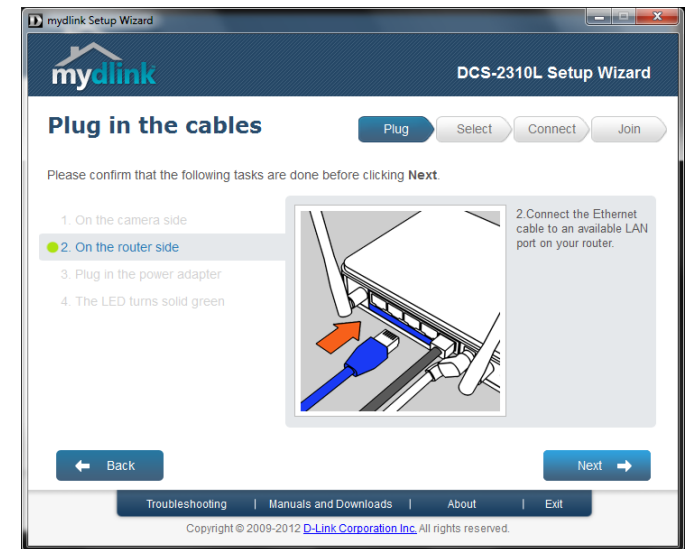 mydlink Setup Wizard
mydlink
DCS-2310L Setup Wizard
Plug in the cables
Plug
Select
Connect
Join
Please confirm that the following tasks are done before clicking Next.
1. On the camera side
2. On the router side
3. Plug in the power adapter
4. The LED turns solid green
2.Connect the Ethernet
cable to an available LAN
port on your router.
Back
Next
Troubleshooting | Manuals and Downloads | About | Exit
Copyright © 2009-2012 D-Link Corporation Inc. All rights reserved.